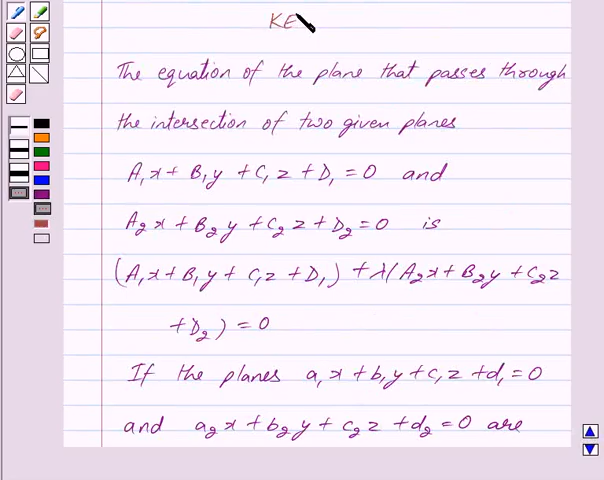 KE
The equation of the plane that passes through
the intersection of two given planes
A₁x + B₁y + C₁z + D₁ = 0 and
A₂x + B₂y + C₂z + D₂ = 0 is
(A₁x + B₁y + C₁z + D₁) + λ(A₂x + B₂y + C₂z
+ D₂) = 0
If the planes a₁x + b₁y + c₁z + d₁ = 0
and a₂x + b₂y + c₂z + d₂ = 0 are